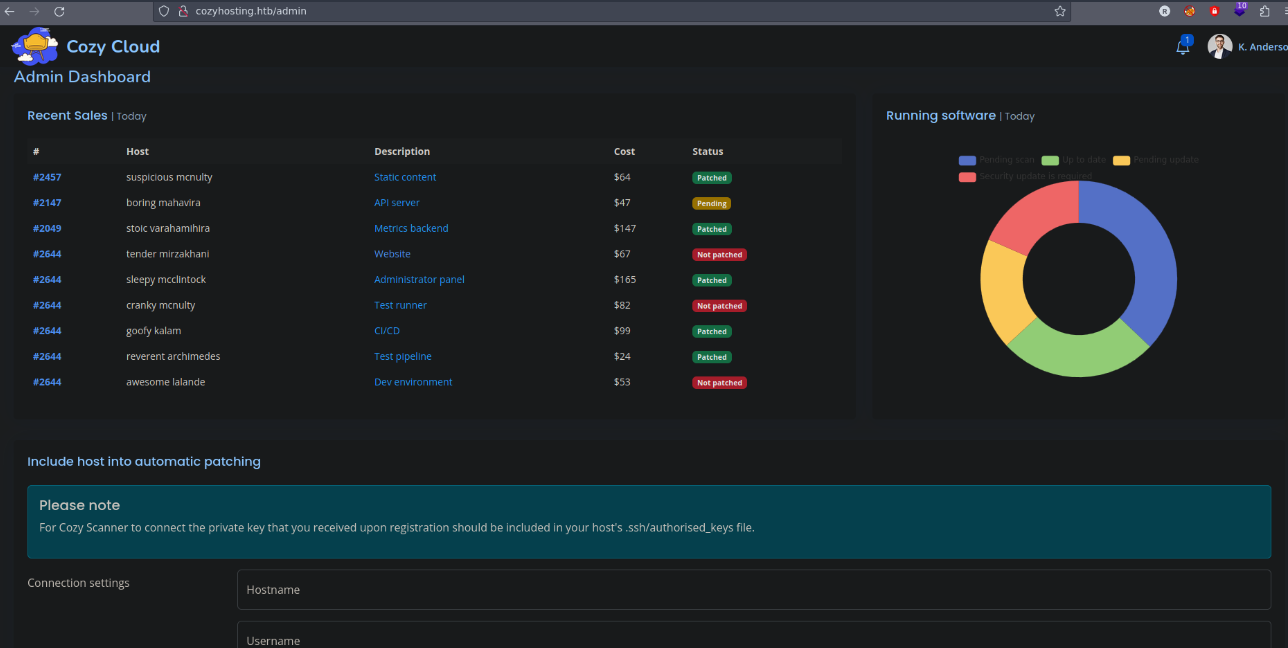 cozyhosting.htb/admin
R
10
Cozy Cloud
1
K. Anderso
Admin Dashboard
Recent Sales | Today
# Host Description Cost Status
#2457 suspicious mcnulty Static content $64 Patched
#2147 boring mahavira API server $47 Pending
#2049 stoic varahamihira Metrics backend $147 Patched
#2644 tender mirzakhani Website $67 Not patched
#2644 sleepy mcclintock Administrator panel $165 Patched
#2644 cranky mcnulty Test runner $82 Not patched
#2644 goofy kalam CI/CD $99 Patched
#2644 reverent archimedes Test pipeline $24 Patched
#2644 awesome lalande Dev environment $53 Not patched
Running software | Today
Pending scan Up to date Pending update
Security update is required
Include host into automatic patching
Please note
For Cozy Scanner to connect the private key that you received upon registration should be included in your host's .ssh/authorised_keys file.
Connection settings
Hostname
Username